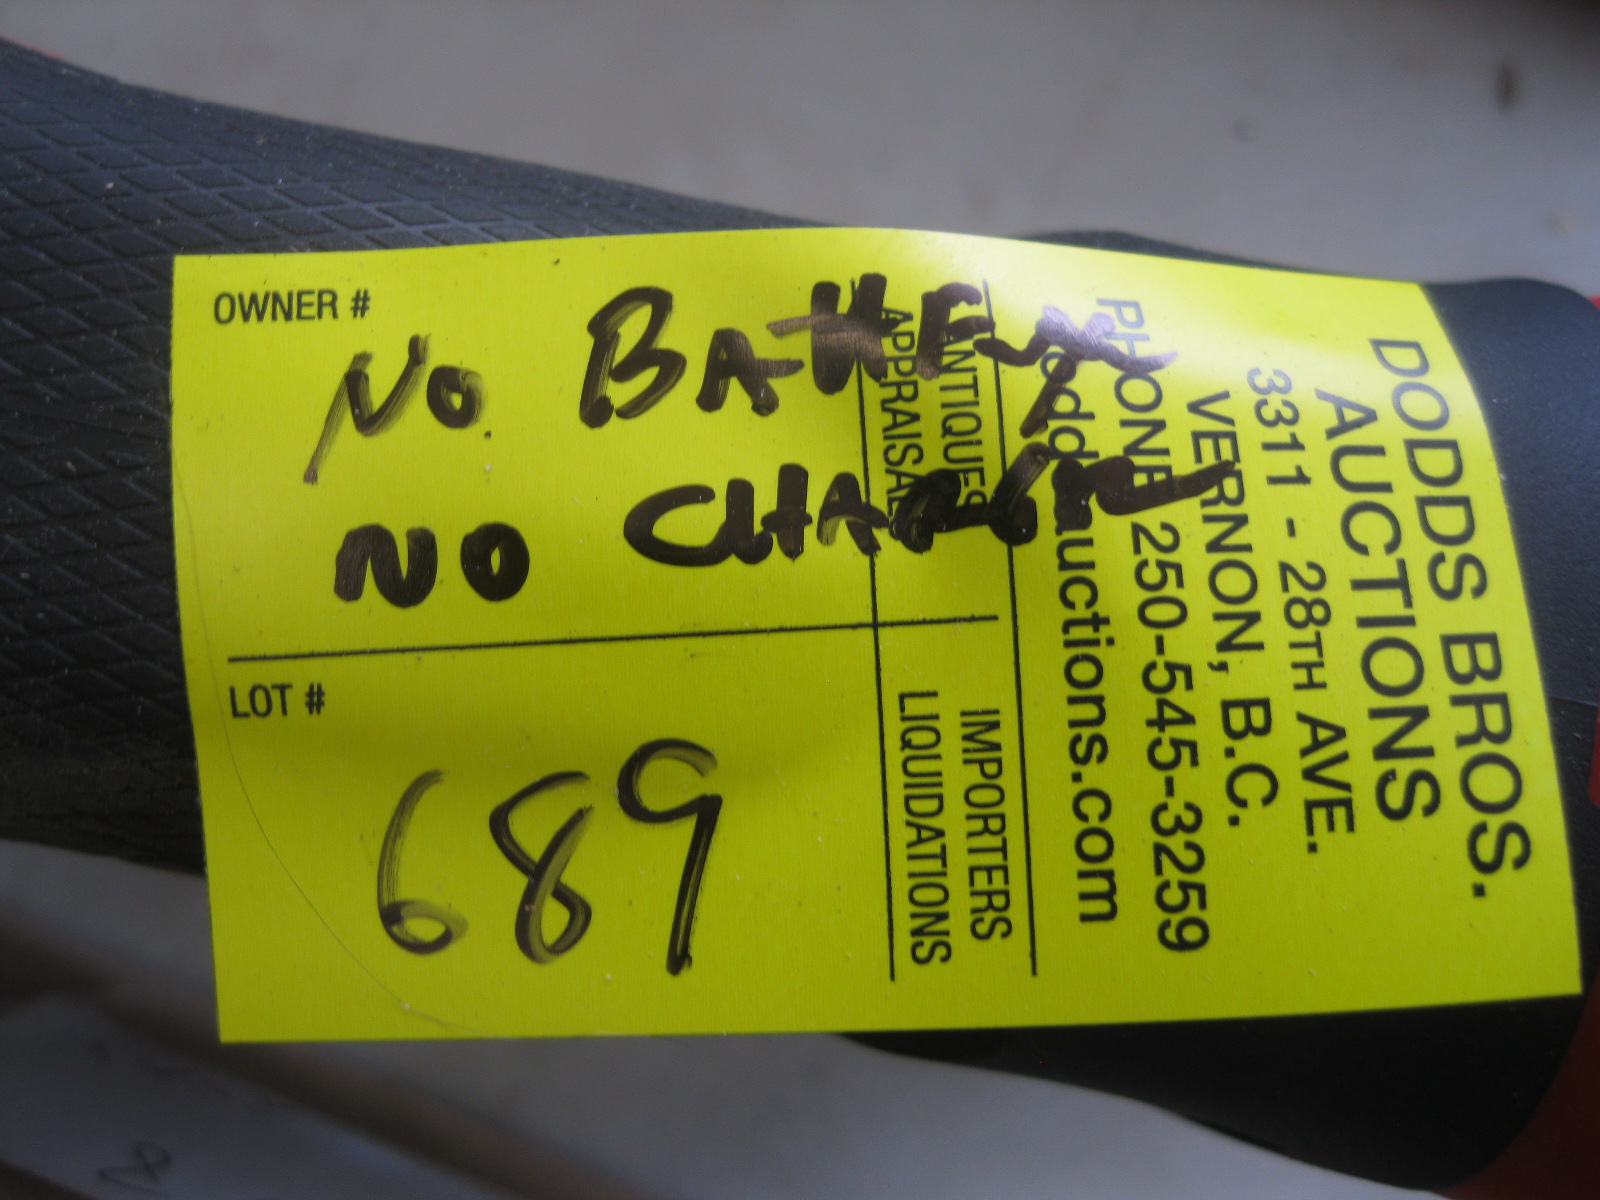 DODDS BROS.
AUCTIONS
3311 - 28TH AVE.
VERNON, B.C.
PHONE 250-545-3259
doddsauctions.com
ANTIQUES
APPRAISALS
IMPORTERS
LIQUIDATIONS
OWNER #
No BATTERY
NO CHARGER
LOT #
689